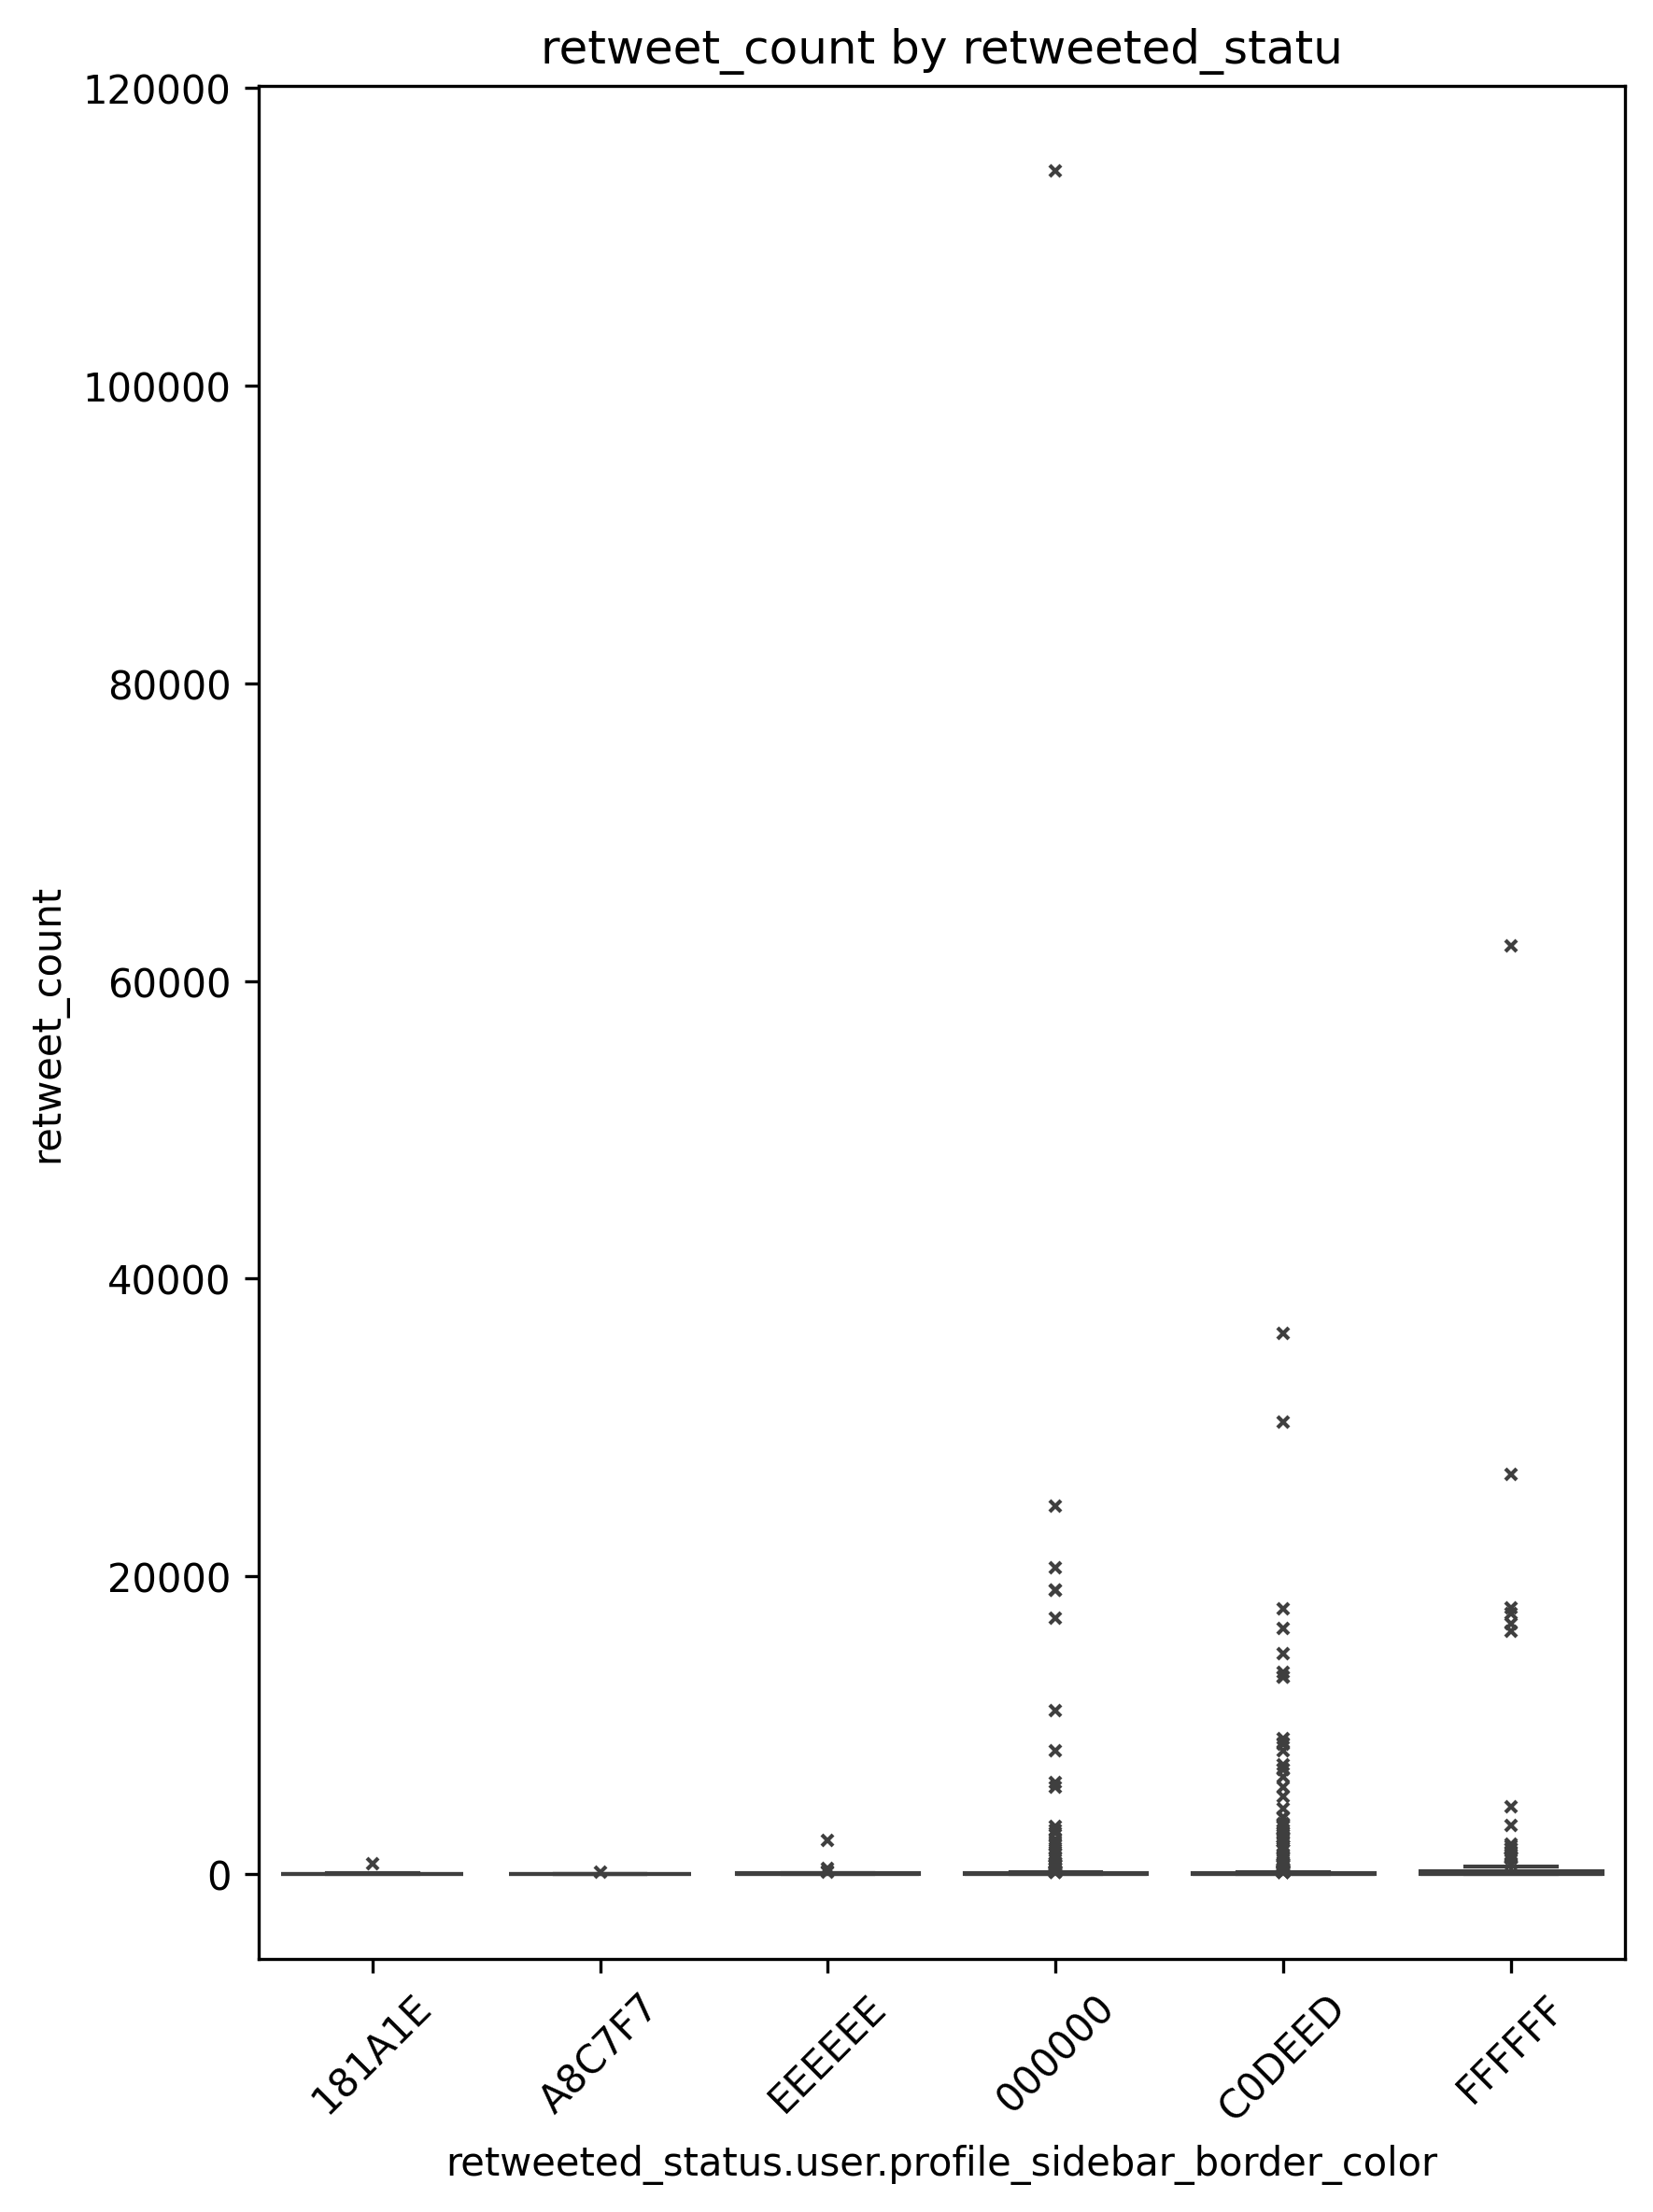 retweet_count by retweeted_statu
120000
100000
80000
60000
40000
20000
0
retweet_count
181A1E
A8C7F7
EEEEEE
000000
C0DEED
FFFFFF
retweeted_status.user.profile_sidebar_border_color